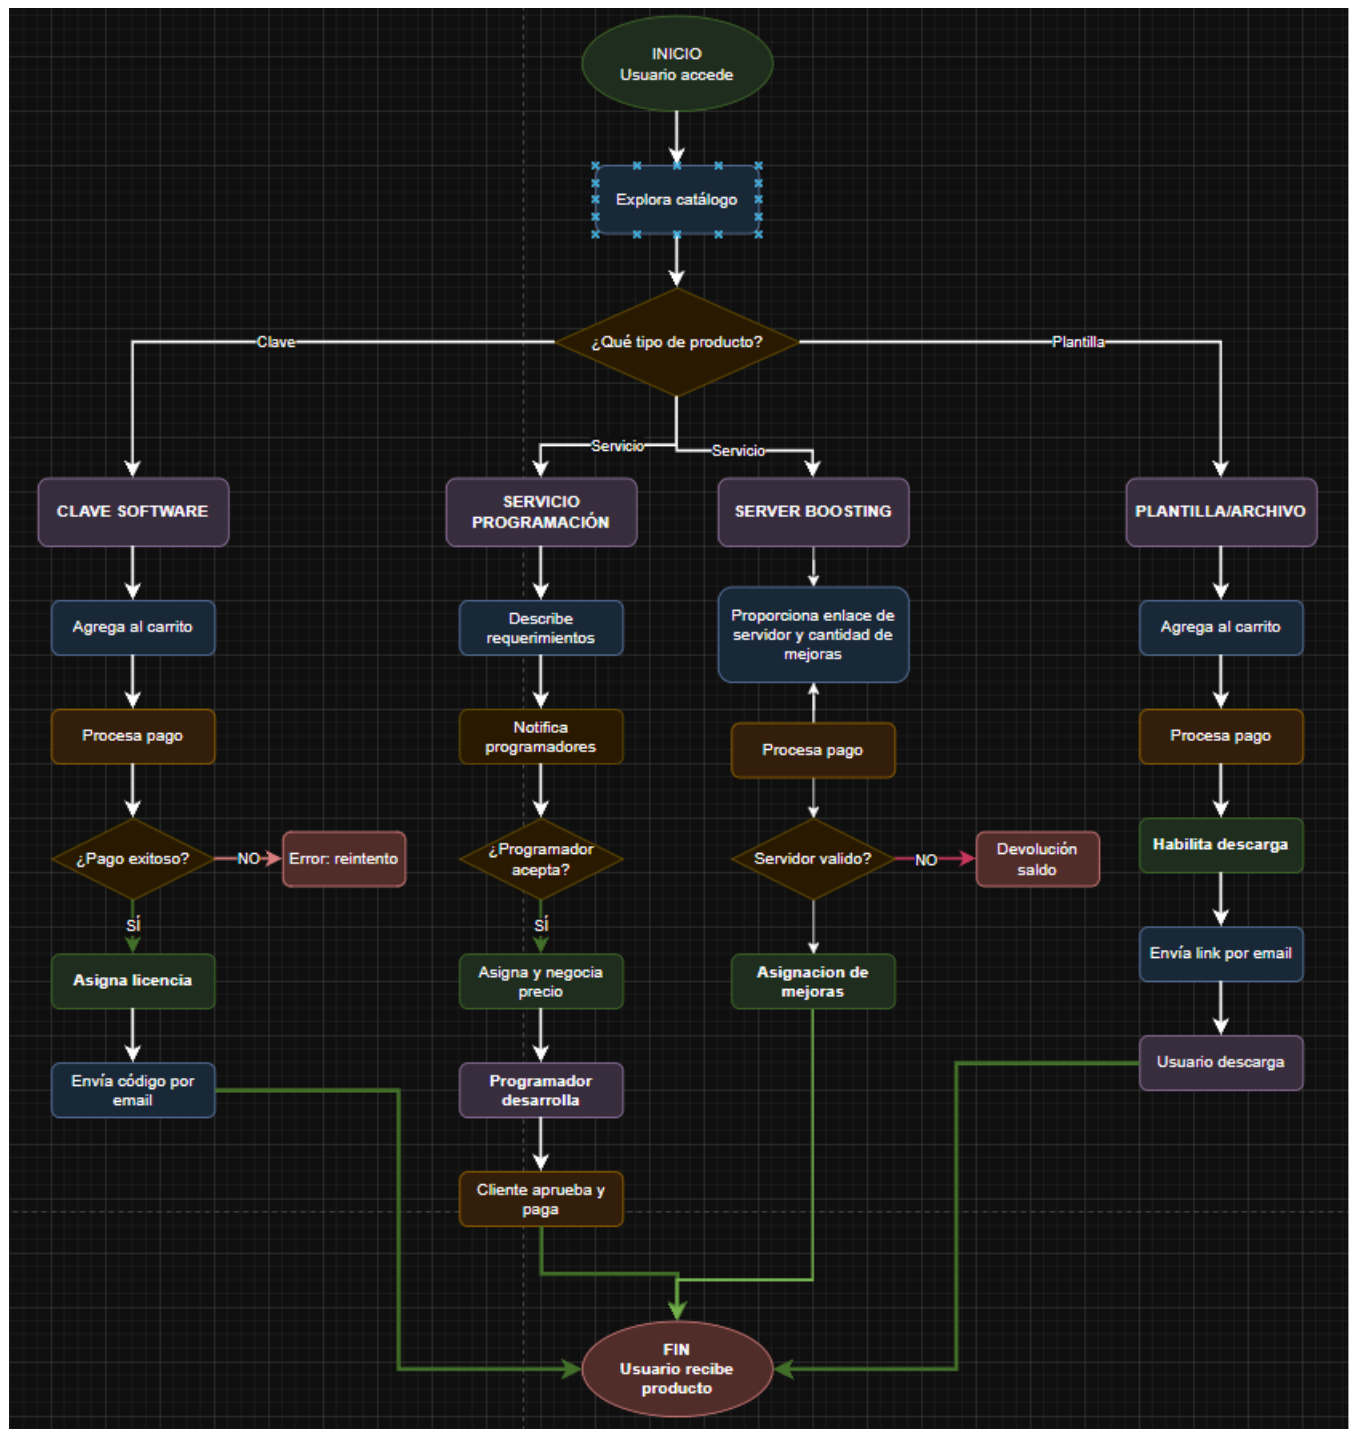 INICIO
Usuario accede
Explora catálogo
¿Qué tipo de producto?
Clave
Plantilla
Servicio
Servicio
CLAVE SOFTWARE
SERVICIO
PROGRAMACIÓN
SERVER BOOSTING
PLANTILLA/ARCHIVO
Agrega al carrito
Describe
requerimientos
Proporciona enlace de
servidor y cantidad de
mejoras
Agrega al carrito
Procesa pago
Notifica
programadores
Procesa pago
Procesa pago
¿Pago exitoso?
NO
Error: reintento
¿Programador
acepta?
Servidor valido?
NO
Devolución
saldo
Habilita descarga
SÍ
SÍ
Asigna licencia
Asigna y negocia
precio
Asignacion de
mejoras
Envía link por email
Envía código por
email
Programador
desarrolla
Usuario descarga
Cliente aprueba y
paga
FIN
Usuario recibe
producto